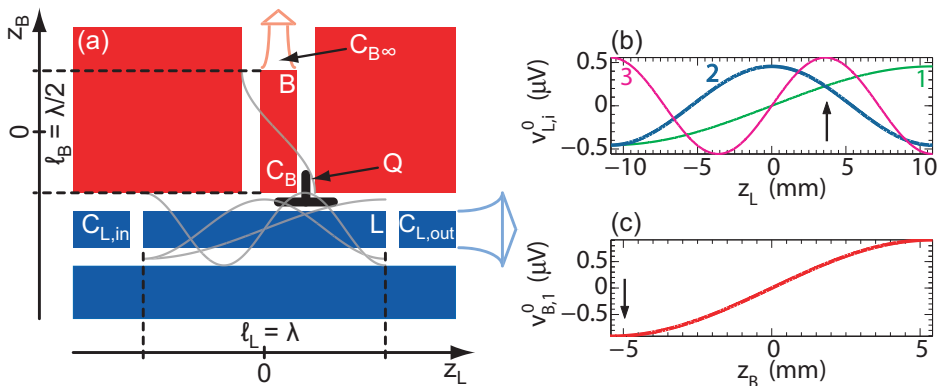 (a)
z_B
0
ℓ_B = λ/2
C_B∞
B
C_B
Q
C_L,in
L
C_L,out
ℓ_L = λ
0
z_L
(b)
v⁰_L,i (μV)
0.5
0
−0.5
3
2
1
−10 −5 0 5 10
z_L (mm)
(c)
v⁰_B,1 (μV)
0.5
0
−0.5
−5 0 5
z_B (mm)